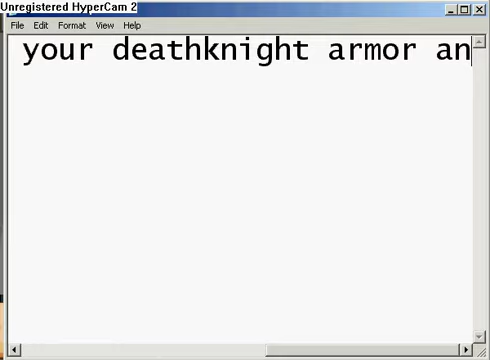 Unregistered HyperCam 2
File Edit Format View Help
your deathknight armor an